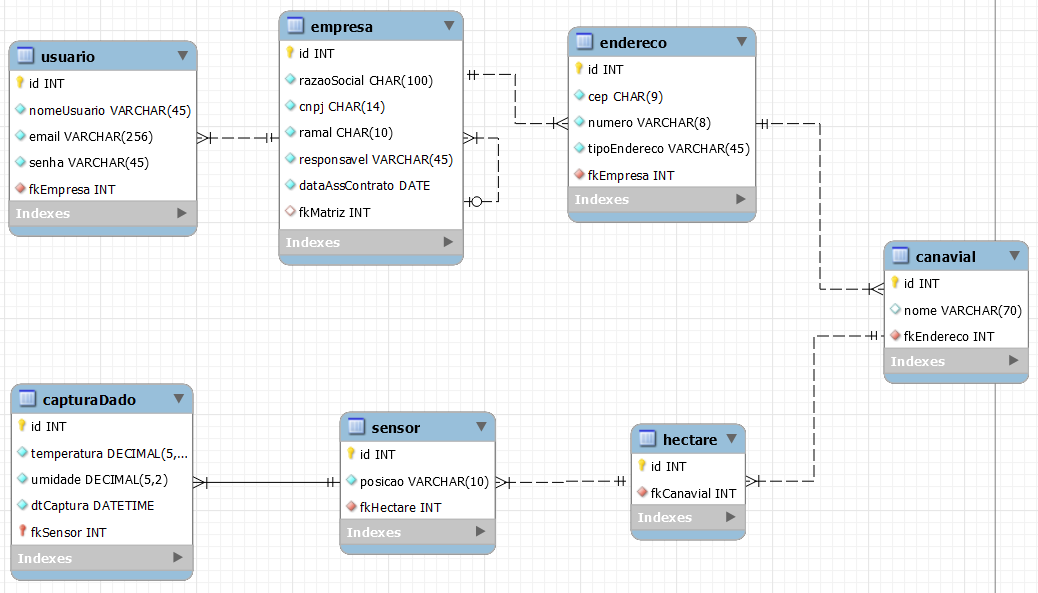 usuario
id INT
nomeUsuario VARCHAR(45)
email VARCHAR(256)
senha VARCHAR(45)
fkEmpresa INT
Indexes
empresa
id INT
razaoSocial CHAR(100)
cnpj CHAR(14)
ramal CHAR(10)
responsavel VARCHAR(45)
dataAssContrato DATE
fkMatriz INT
Indexes
endereco
id INT
cep CHAR(9)
numero VARCHAR(8)
tipoEndereco VARCHAR(45)
fkEmpresa INT
Indexes
canavial
id INT
nome VARCHAR(70)
fkEndereco INT
Indexes
capturaDado
id INT
temperatura DECIMAL(5,...
umidade DECIMAL(5,2)
dtCaptura DATETIME
fkSensor INT
Indexes
sensor
id INT
posicao VARCHAR(10)
fkHectare INT
Indexes
hectare
id INT
fkCanavial INT
Indexes